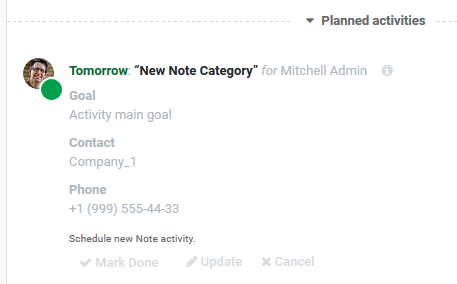 Planned activities
Tomorrow: “New Note Category” for Mitchell Admin
Goal
Activity main goal
Contact
Company_1
Phone
+1 (999) 555-44-33
Schedule new Note activity.
Mark Done Update Cancel